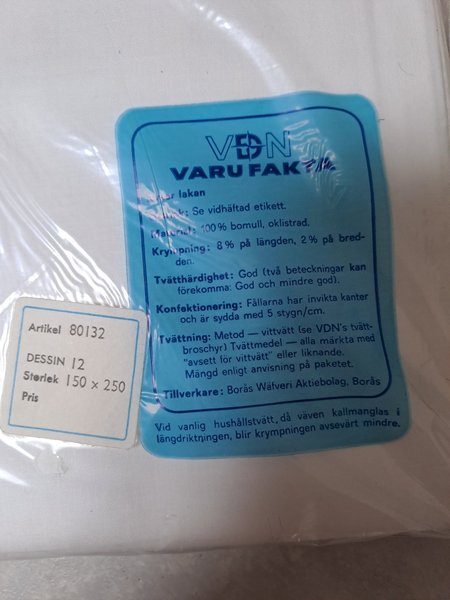 VDN
VARUFAKTA
lakan
Se vidhäftad etikett.
Material: 100% bomull, oklistrad.
Krympning: 8% på längden, 2% på bred-
den.
Tvätthärdighet: God (två beteckningar kan
förekomma: God och mindre god).
Konfektionering: Fållarna har invikta kanter
och är sydda med 5 stygn/cm.
Tvättning: Metod — vittvätt (se VDN's tvätt-
broschyr) Tvättmedel — alla märkta med
"avsett för vittvätt" eller liknande.
Mängd enligt anvisning på paketet.
Tillverkare: Borås Wäfveri Aktiebolag, Borås
Vid vanlig hushållstvätt, då väven kallmanglas i
längdriktningen, blir krympningen avsevärt mindre.
Artikel 80132
DESSIN 12
Storlek 150 × 250
Pris